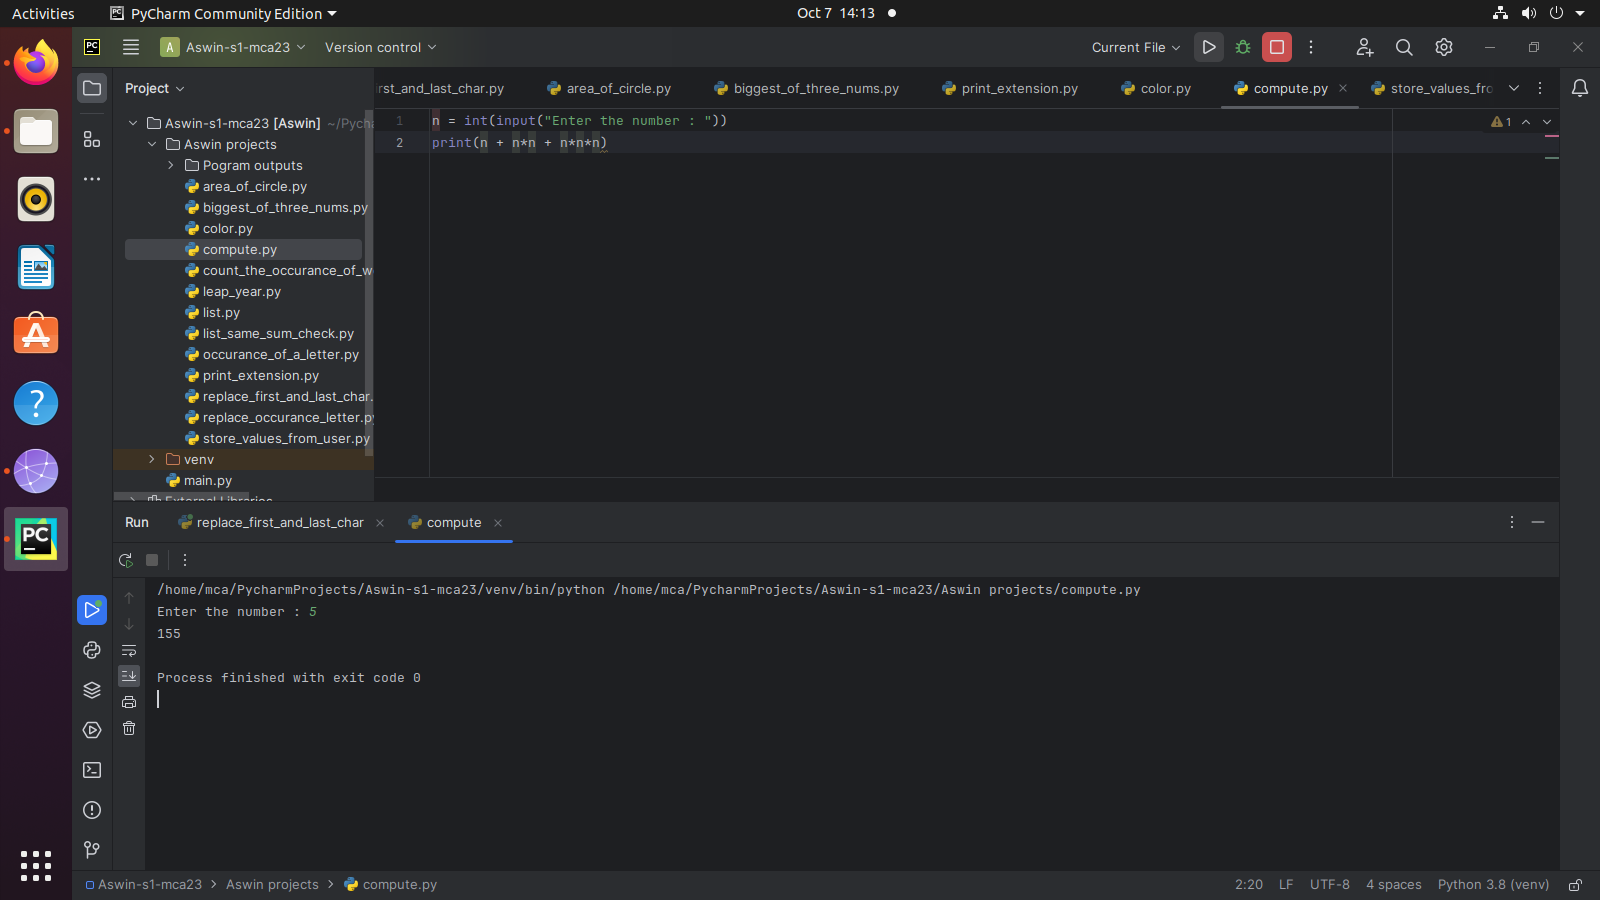 Activities PyCharm Community Edition Oct 7 14:13
PC A Aswin-s1-mca23 Version control Current File
Project
irst_and_last_char.py area_of_circle.py biggest_of_three_nums.py print_extension.py color.py compute.py store_values_fro
Aswin-s1-mca23 [Aswin] ~/Pycha
Aswin projects
Pogram outputs
area_of_circle.py
biggest_of_three_nums.py
color.py
compute.py
count_the_occurance_of_w
leap_year.py
list.py
list_same_sum_check.py
occurance_of_a_letter.py
print_extension.py
replace_first_and_last_char.
replace_occurance_letter.py
store_values_from_user.py
venv
main.py
External Libraries
1 n = int(input("Enter the number : ")) 1
2 print(n + n*n + n*n*n)
PC
Run replace_first_and_last_char compute
/home/mca/PycharmProjects/Aswin-s1-mca23/venv/bin/python /home/mca/PycharmProjects/Aswin-s1-mca23/Aswin projects/compute.py
Enter the number : 5
155
Process finished with exit code 0
Aswin-s1-mca23 Aswin projects compute.py 2:20 LF UTF-8 4 spaces Python 3.8 (venv)